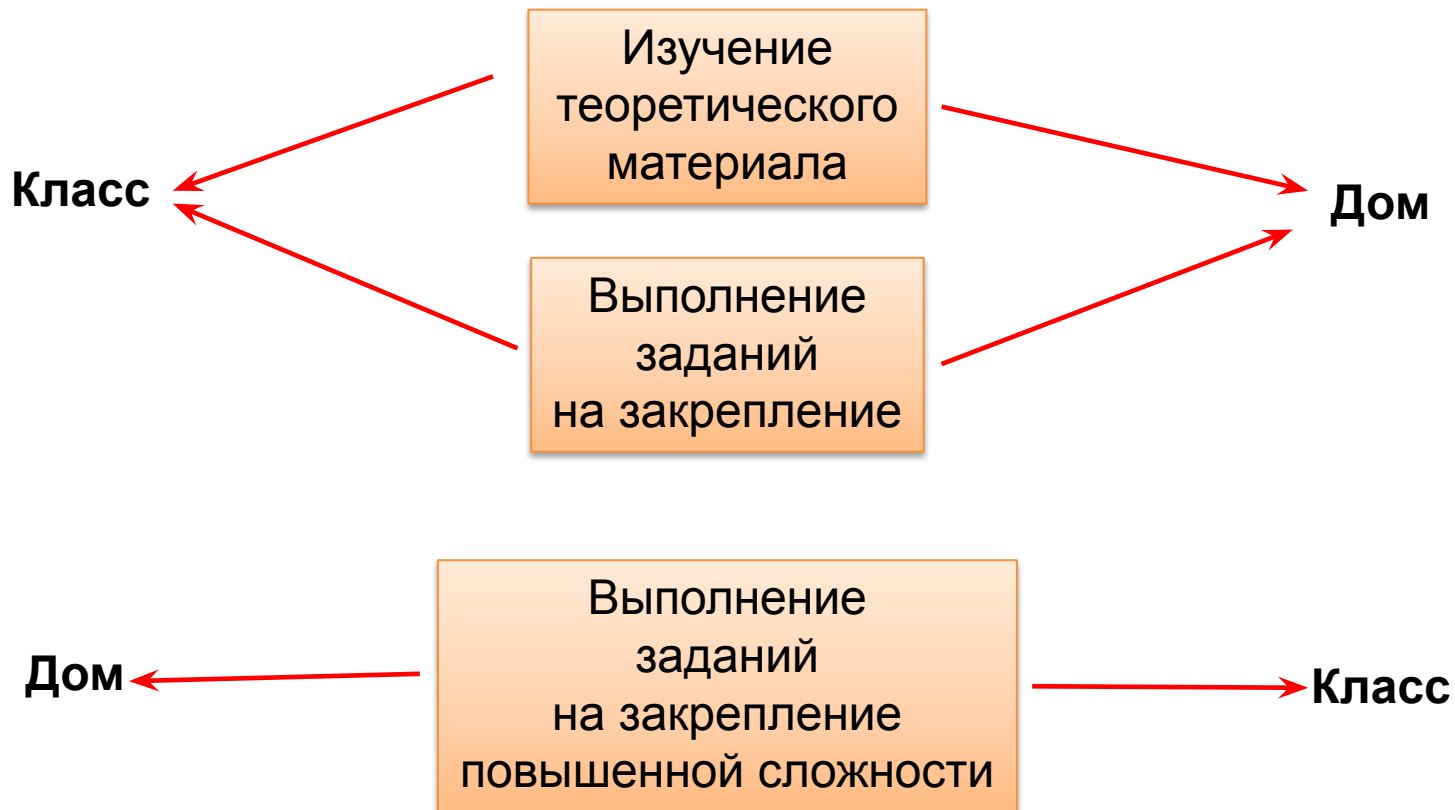 Изучение
теоретического
материала
Класс
Дом
Выполнение
заданий
на закрепление
Выполнение
заданий
на закрепление
повышенной сложности
Дом
Класс